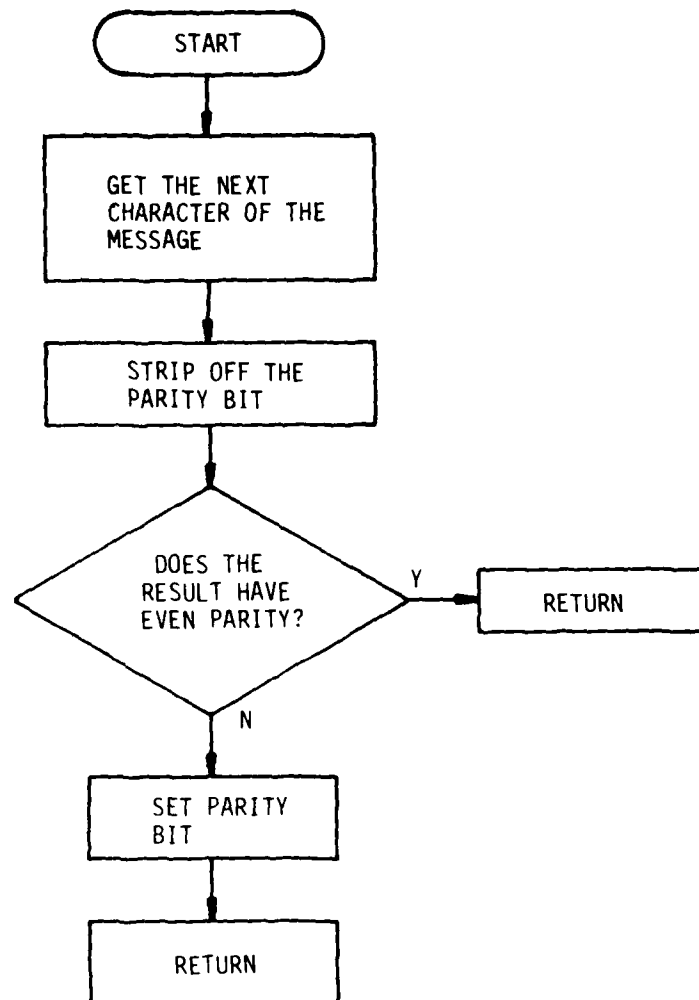 START
GET THE NEXT
CHARACTER OF THE
MESSAGE
STRIP OFF THE
PARITY BIT
DOES THE
RESULT HAVE
EVEN PARITY?
Y
RETURN
N
SET PARITY
BIT
RETURN